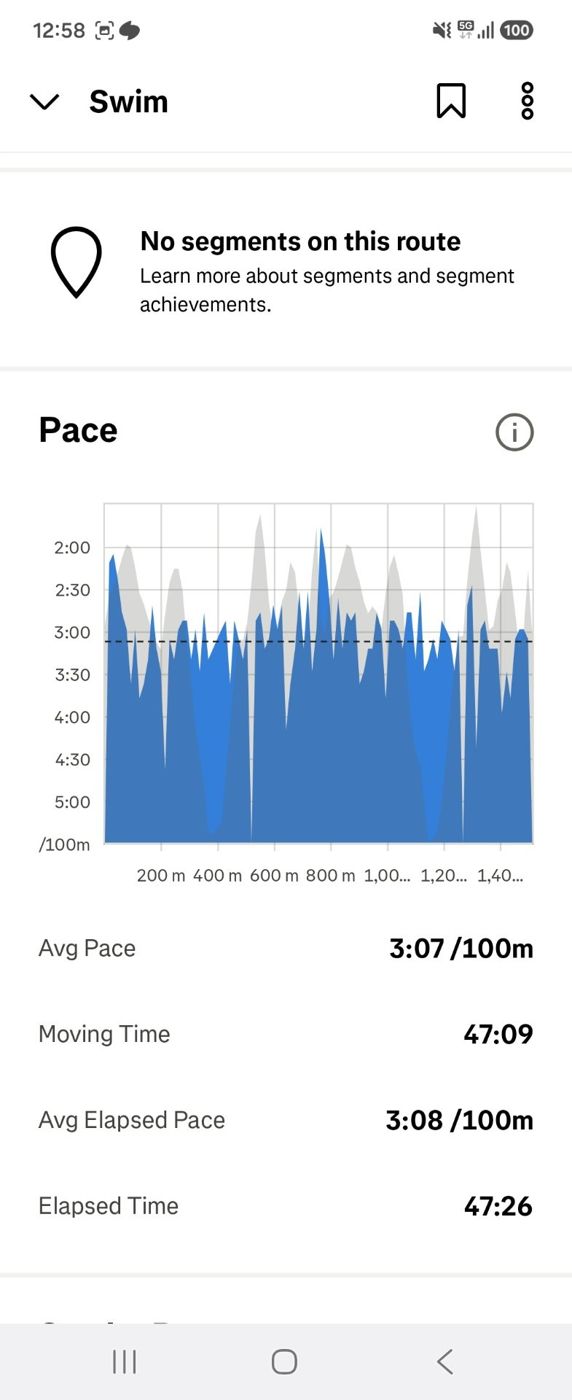 12:58 5G 100
Swim
No segments on this route
Learn more about segments and segment
achievements.
Pace
2:00
2:30
3:00
3:30
4:00
4:30
5:00
/100m
200 m 400 m 600 m 800 m 1,00... 1,20... 1,40...
Avg Pace 3:07 /100m
Moving Time 47:09
Avg Elapsed Pace 3:08 /100m
Elapsed Time 47:26